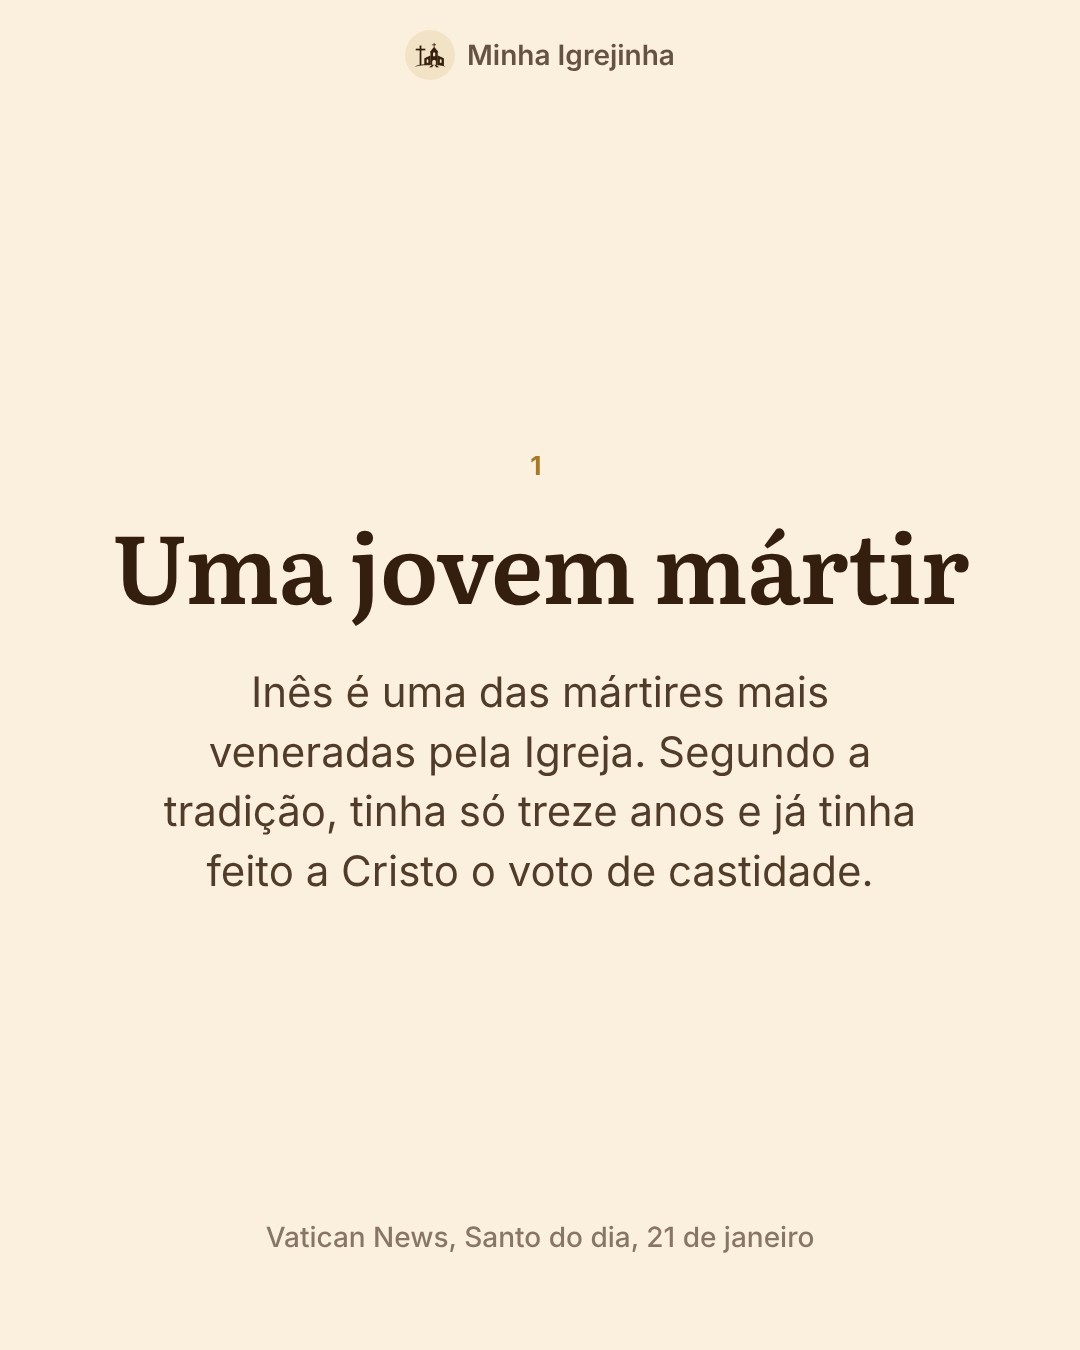 Minha Igrejinha
1
Uma jovem mártir
Inês é uma das mártires mais
veneradas pela Igreja. Segundo a
tradição, tinha só treze anos e já tinha
feito a Cristo o voto de castidade.
Vatican News, Santo do dia, 21 de janeiro